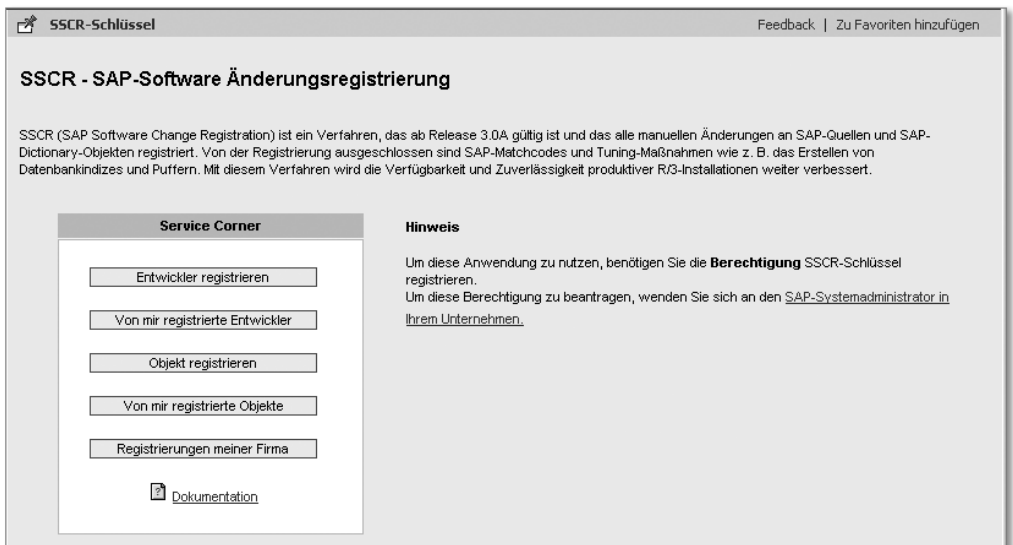 SSCR-Schlüssel
Feedback | Zu Favoriten hinzufügen
SSCR - SAP-Software Änderungsregistrierung
SSCR (SAP Software Change Registration) ist ein Verfahren, das ab Release 3.0A gültig ist und das alle manuellen Änderungen an SAP-Quellen und SAP-
Dictionary-Objekten registriert. Von der Registrierung ausgeschlossen sind SAP-Matchcodes und Tuning-Maßnahmen wie z. B. das Erstellen von
Datenbankindizes und Puffern. Mit diesem Verfahren wird die Verfügbarkeit und Zuverlässigkeit produktiver R/3-Installationen weiter verbessert.
Service Corner
Entwickler registrieren
Von mir registrierte Entwickler
Objekt registrieren
Von mir registrierte Objekte
Registrierungen meiner Firma
Dokumentation
Hinweis
Um diese Anwendung zu nutzen, benötigen Sie die Berechtigung SSCR-Schlüssel
registrieren.
Um diese Berechtigung zu beantragen, wenden Sie sich an den SAP-Systemadministrator in
Ihrem Unternehmen.